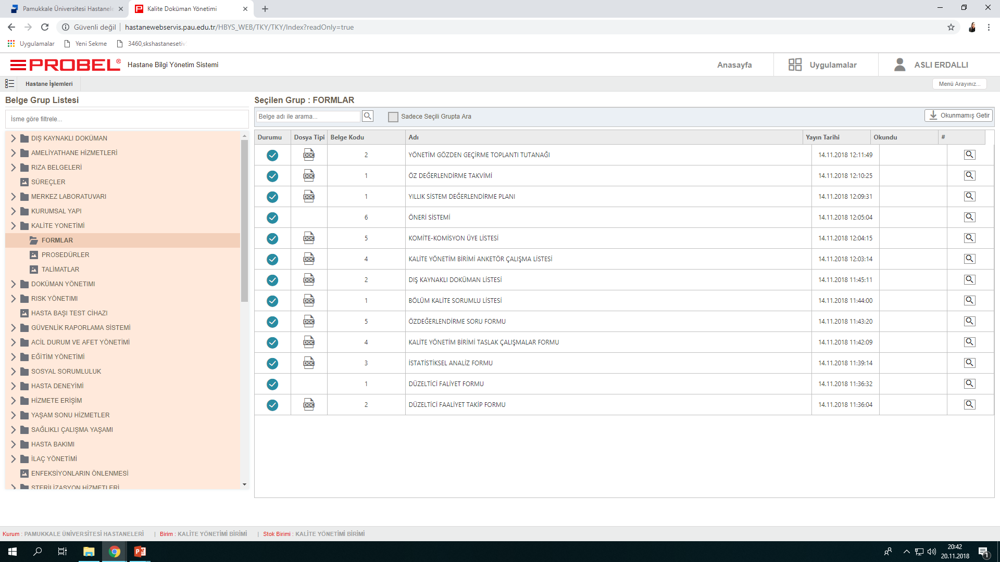 Pamukkale Üniversitesi Hastanele
Kalite Doküman Yönetimi
Güvenli değil | hastanewebservis.pau.edu.tr/HBYS_WEB/TKY/TKY/Index?readOnly=true
Uygulamalar Yeni Sekme 3460,skshastanesetiv
PROBEL® Hastane Bilgi Yönetim Sistemi
Anasayfa Uygulamalar ASLI ERDALLI
Hastane İşlemleri Menü Arayınız...
Belge Grup Listesi
İsme göre filtrele...
DIŞ KAYNAKLI DOKÜMAN
AMELİYATHANE HİZMETLERİ
RIZA BELGELERİ
SÜREÇLER
MERKEZ LABORATUVARI
KURUMSAL YAPI
KALİTE YONETİMİ
FORMLAR
PROSEDÜRLER
TALİMATLAR
DOKÜMAN YÖNETIMI
RISK YÖNETIMI
HASTA BAŞI TEST CİHAZI
GÜVENLİK RAPORLAMA SİSTEMİ
ACİL DURUM VE AFET YÖNETİMİ
EĞİTİM YÖNETİMİ
SOSYAL SORUMLULUK
HASTA DENEYİMİ
HİZMETE ERİŞİM
YAŞAM SONU HİZMETLER
SAĞLIKLI ÇALIŞMA YAŞAMI
HASTA BAKIMI
İLAÇ YÖNETİMİ
ENFEKSİYONLARIN ÖNLENMESİ
STERİLİZASYON HİZMETLERİ
Seçilen Grup : FORMLAR
Belge adı ile arama... Sadece Seçili Grupta Ara Okunmamış Getir
Durumu Dosya Tipi Belge Kodu Adı Yayın Tarihi Okundu #
DOC 2 YÖNETİM GÖZDEN GEÇİRME TOPLANTI TUTANAĞI 14.11.2018 12:11:49
DOC 1 ÖZ DEĞERLENDİRME TAKVİMİ 14.11.2018 12:10:25
DOC 1 YILLIK SİSTEM DEĞERLENDİRME PLANI 14.11.2018 12:09:31
6 ÖNERİ SİSTEMİ 14.11.2018 12:05:04
DOC 5 KOMİTE-KOMİSYON ÜYE LİSTESİ 14.11.2018 12:04:15
DOC 4 KALİTE YÖNETİM BİRİMİ ANKETÖR ÇALIŞMA LİSTESİ 14.11.2018 12:03:14
DOC 2 DIŞ KAYNAKLI DOKÜMAN LİSTESİ 14.11.2018 11:45:11
DOC 1 BÖLÜM KALİTE SORUMLU LİSTESİ 14.11.2018 11:44:00
DOC 5 ÖZDEĞERLENDİRME SORU FORMU 14.11.2018 11:43:20
DOC 4 KALİTE YÖNETİM BİRİMİ TASLAK ÇALIŞMALAR FORMU 14.11.2018 11:42:09
DOC 3 İSTATİSTİKSEL ANALİZ FORMU 14.11.2018 11:39:14
1 DÜZELTİCİ FALİYET FORMU 14.11.2018 11:36:32
DOC 2 DÜZELTİCİ FAALİYET TAKİP FORMU 14.11.2018 11:36:04
Kurum : PAMUKKALE ÜNİVERSİTESİ HASTANELERİ | Birim : KALİTE YÖNETİMİ BİRİMİ | Stok Birimi : KALİTE YÖNETİMİ BİRİMİ
20:42
20.11.2018
1